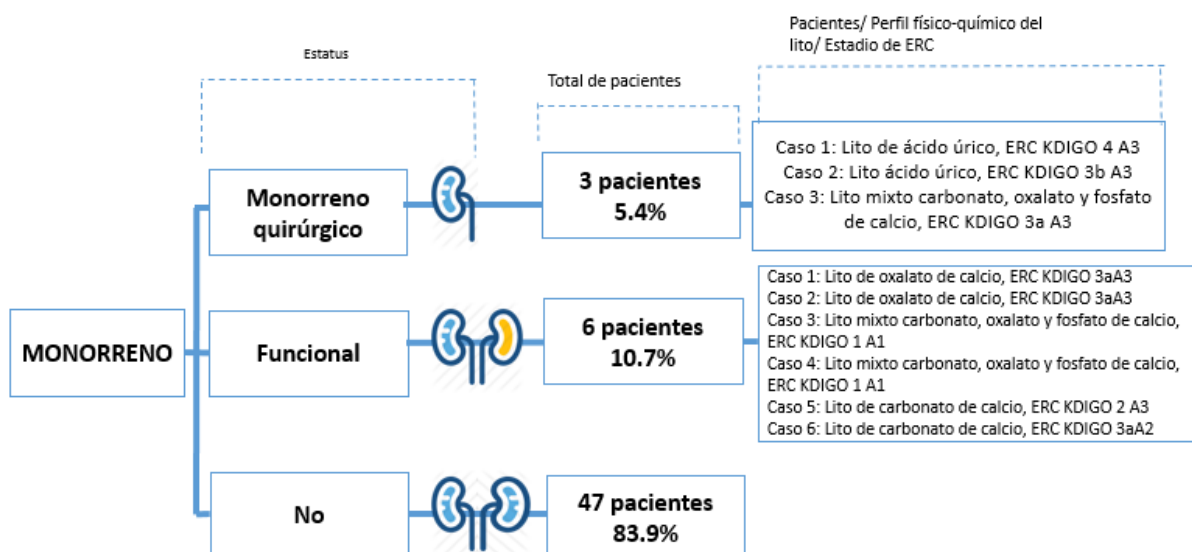 Estatus
Total de pacientes
Pacientes/ Perfil físico-químico del
lito/ Estadio de ERC
MONORRENO
Monorreno
quirúrgico
3 pacientes
5.4%
Caso 1: Lito de ácido úrico, ERC KDIGO 4 A3
Caso 2: Lito ácido úrico, ERC KDIGO 3b A3
Caso 3: Lito mixto carbonato, oxalato y fosfato
de calcio, ERC KDIGO 3a A3
Funcional
6 pacientes
10.7%
Caso 1: Lito de oxalato de calcio, ERC KDIGO 3aA3
Caso 2: Lito de oxalato de calcio, ERC KDIGO 3aA3
Caso 3: Lito mixto carbonato, oxalato y fosfato de calcio,
ERC KDIGO 1 A1
Caso 4: Lito mixto carbonato, oxalato y fosfato de calcio,
ERC KDIGO 1 A1
Caso 5: Lito de carbonato de calcio, ERC KDIGO 2 A3
Caso 6: Lito de carbonato de calcio, ERC KDIGO 3aA2
No
47 pacientes
83.9%